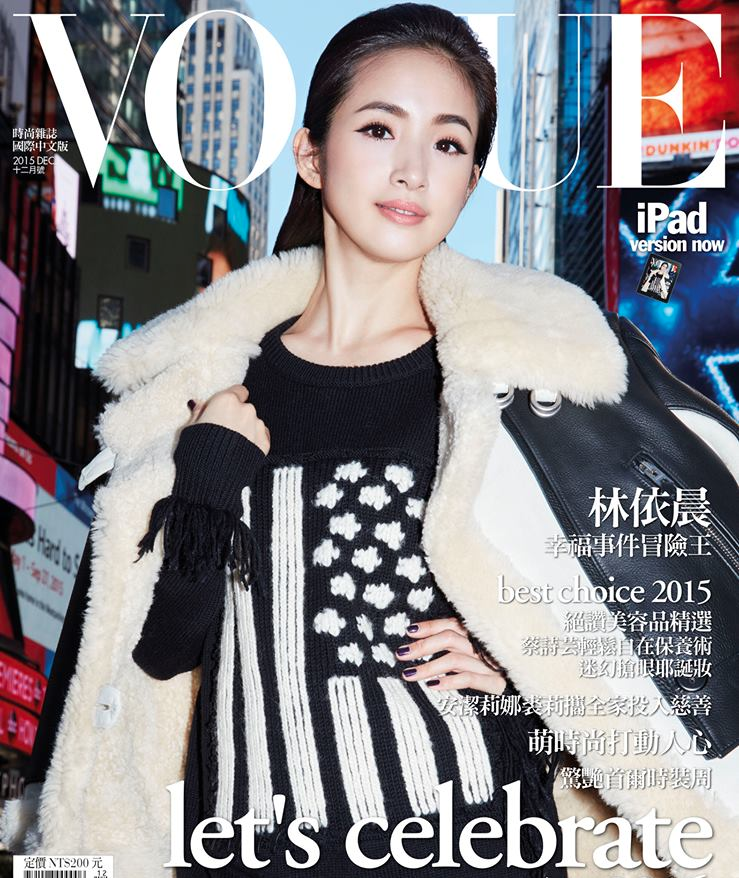 VOGUE
時尚雜誌
國際中文版
2015 DEC
十二月號
DUNKIN' DO
iPad
version now
林依晨
幸福事件冒險王
best choice 2015
絕讚美容品精選
蔡詩芸輕鬆自在保養術
迷幻搶眼耶誕妝
安潔莉娜裘莉攜全家投入慈善
萌時尚打動人心
驚艷首爾時裝周
let's celebrate
定價 NT$200 元
12